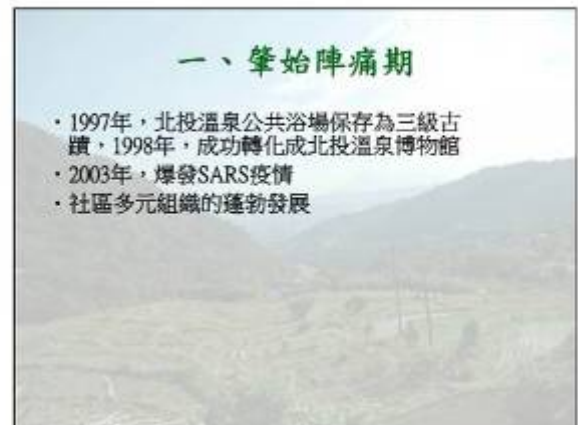 一、肇始陣痛期
・1997年，北投溫泉公共浴場保存為三級古
蹟，1998年，成功轉化成北投溫泉博物館
・2003年，爆發SARS疫情
・社區多元組織的蓬勃發展